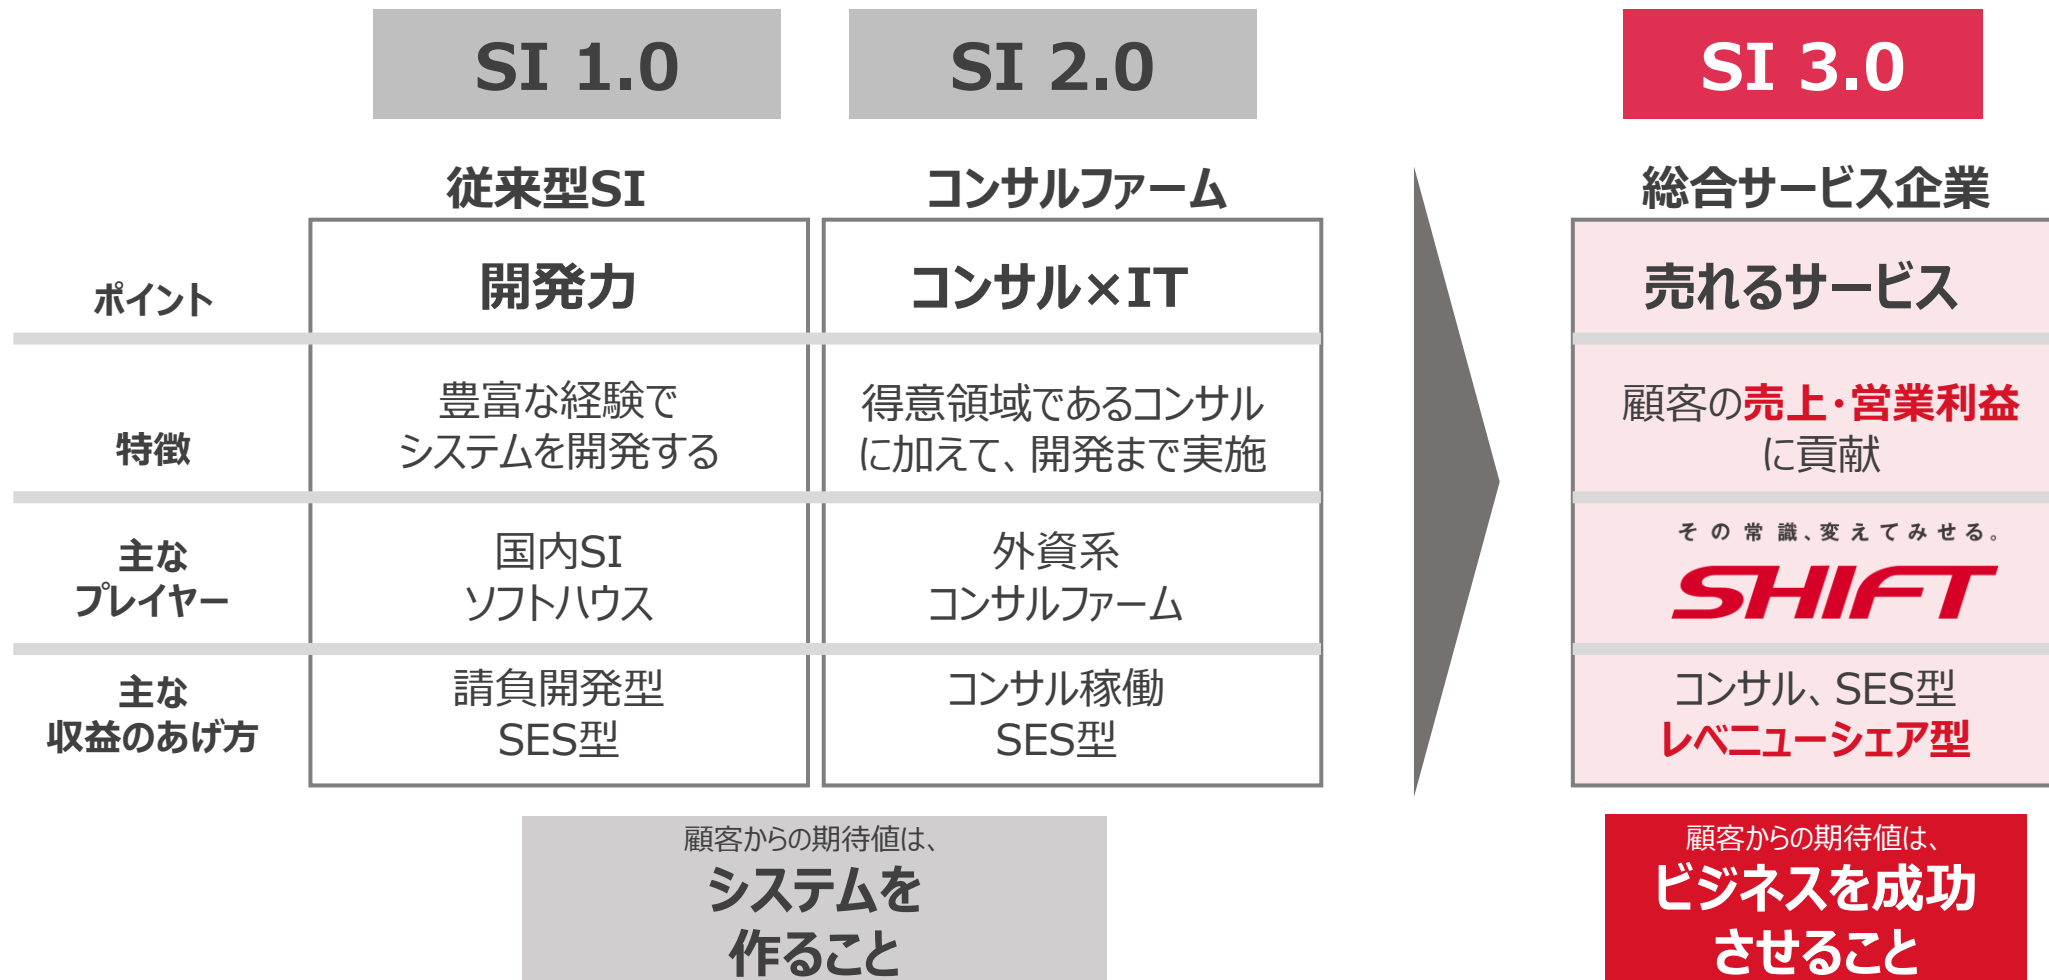 SI 1.0
SI 2.0
SI 3.0
従来型SI
コンサルファーム
総合サービス企業
ポイント
開発力
コンサル×IT
売れるサービス
特徴
豊富な経験で
システムを開発する
得意領域であるコンサル
に加えて、開発まで実施
顧客の売上・営業利益
に貢献
主な
プレイヤー
国内SI
ソフトハウス
外資系
コンサルファーム
その常識、変えてみせる。
SHIFT
主な
収益のあげ方
請負開発型
SES型
コンサル稼働
SES型
コンサル、SES型
レベニューシェア型
顧客からの期待値は、
システムを
作ること
顧客からの期待値は、
ビジネスを成功
させること